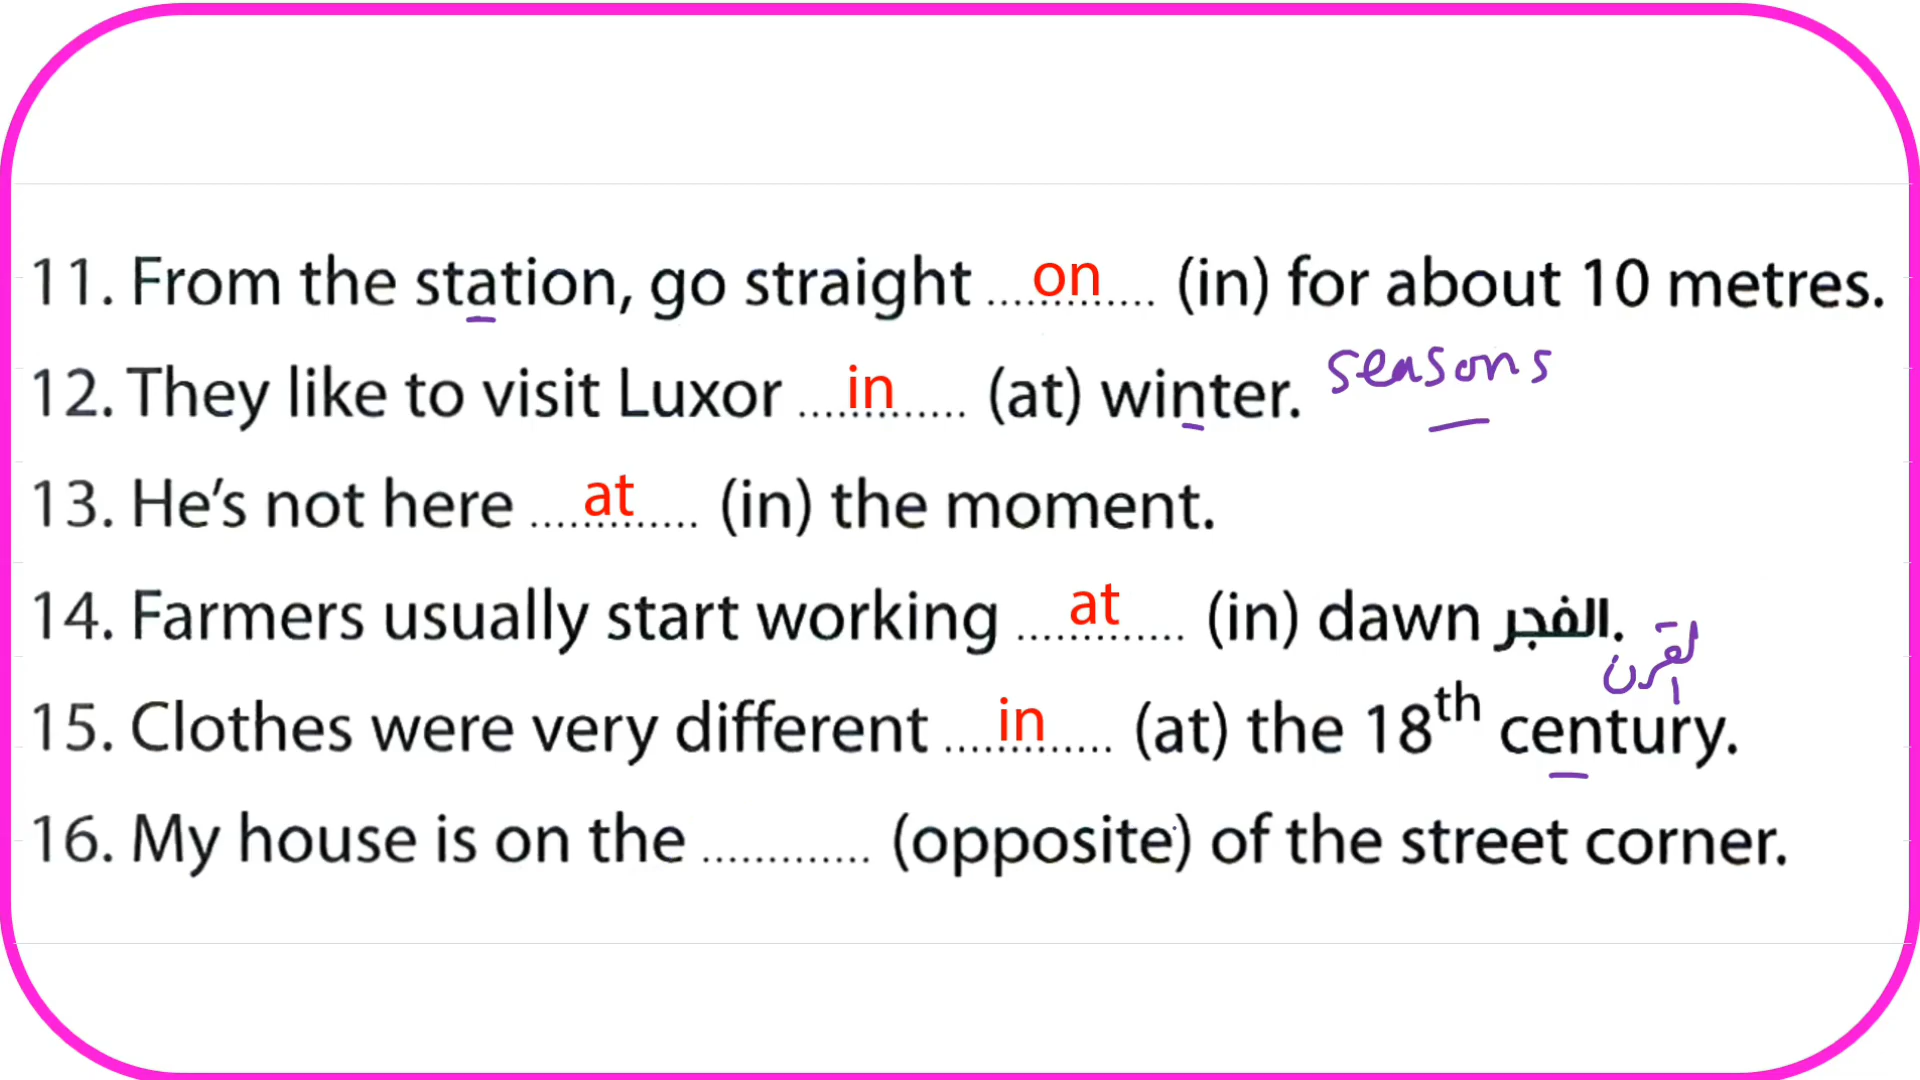 11. From the station, go straight ....on.... (in) for about 10 metres.
12. They like to visit Luxor ....in.... (at) winter. seasons
13. He's not here ....at.... (in) the moment.
14. Farmers usually start working ....at.... (in) dawn الفجر.
القرن
15. Clothes were very different ....in.... (at) the 18th century.
16. My house is on the ............. (opposite) of the street corner.